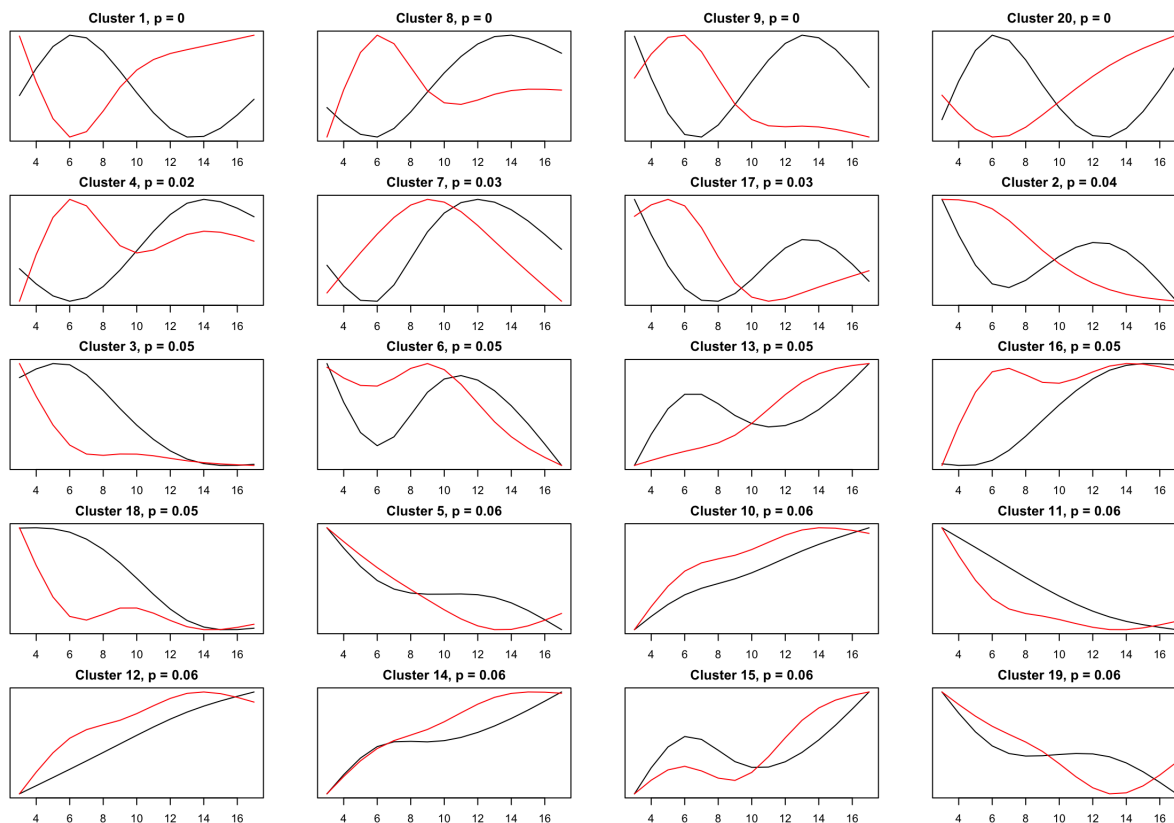 Cluster 1, p = 0
Cluster 8, p = 0
Cluster 9, p = 0
Cluster 20, p = 0
4 6 8 10 12 14 16
4 6 8 10 12 14 16
4 6 8 10 12 14 16
4 6 8 10 12 14 16
Cluster 4, p = 0.02
Cluster 7, p = 0.03
Cluster 17, p = 0.03
Cluster 2, p = 0.04
4 6 8 10 12 14 16
4 6 8 10 12 14 16
4 6 8 10 12 14 16
4 6 8 10 12 14 16
Cluster 3, p = 0.05
Cluster 6, p = 0.05
Cluster 13, p = 0.05
Cluster 16, p = 0.05
4 6 8 10 12 14 16
4 6 8 10 12 14 16
4 6 8 10 12 14 16
4 6 8 10 12 14 16
Cluster 18, p = 0.05
Cluster 5, p = 0.06
Cluster 10, p = 0.06
Cluster 11, p = 0.06
4 6 8 10 12 14 16
4 6 8 10 12 14 16
4 6 8 10 12 14 16
4 6 8 10 12 14 16
Cluster 12, p = 0.06
Cluster 14, p = 0.06
Cluster 15, p = 0.06
Cluster 19, p = 0.06
4 6 8 10 12 14 16
4 6 8 10 12 14 16
4 6 8 10 12 14 16
4 6 8 10 12 14 16